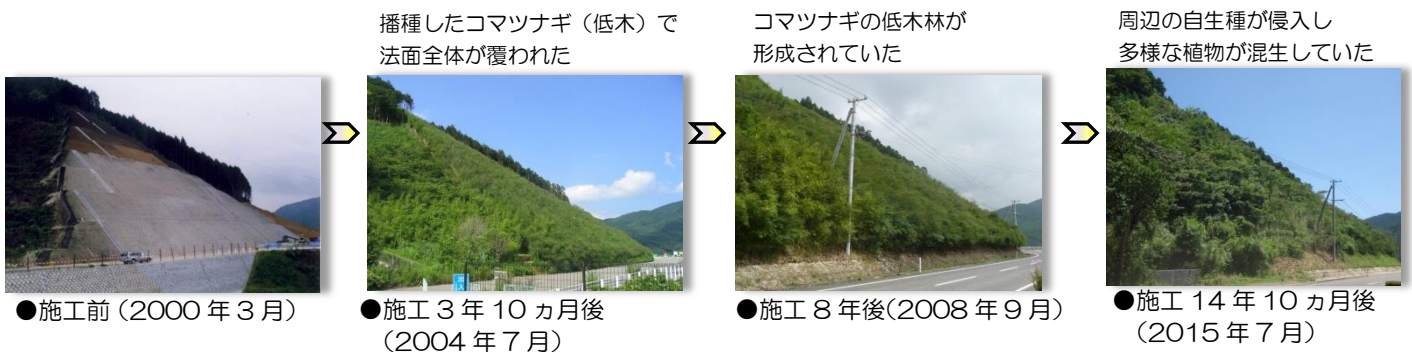 播種したコマツナギ（低木）で
法面全体が覆われた
コマツナギの低木林が
形成されていた
周辺の自生種が侵入し
多様な植物が混生していた
●施工前（2000年3月）
●施工3年10ヵ月後
（2004年7月）
●施工8年後（2008年9月）
●施工14年10ヵ月後
（2015年7月）